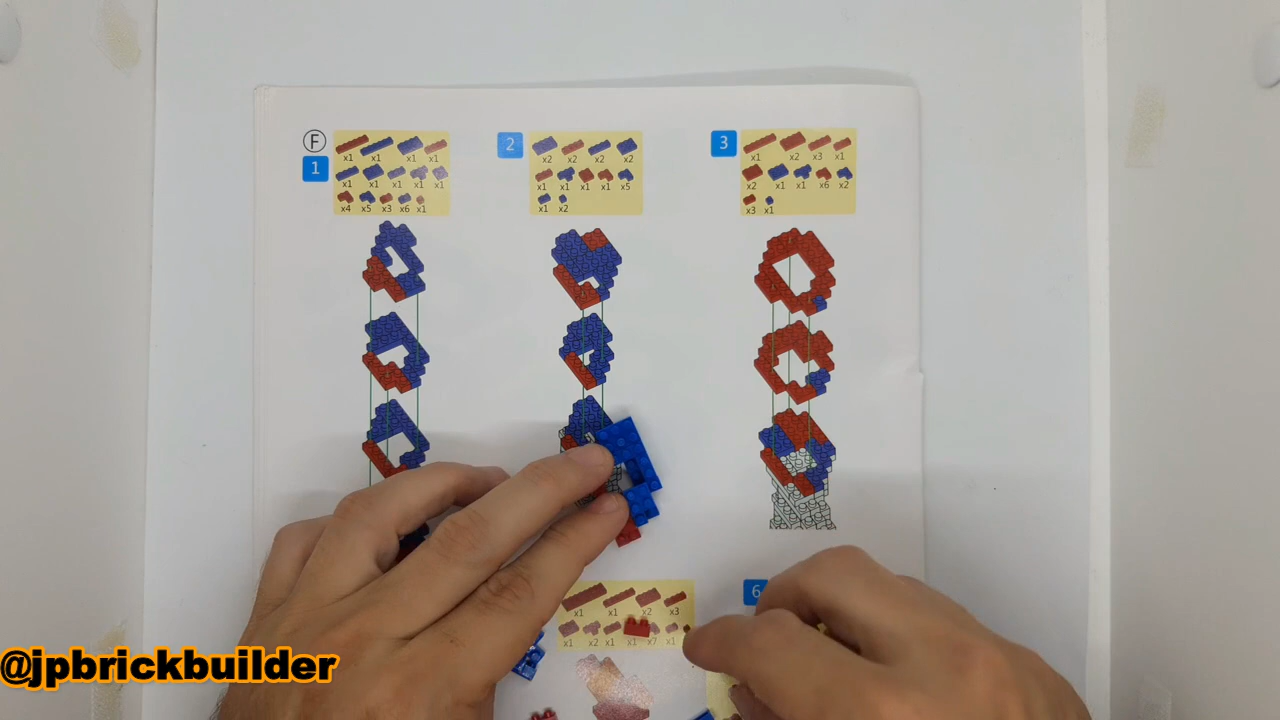 F
1
x1 x1 x1 x1
x1 x1 x1 x1 x1
x4 x5 x3 x6 x1
2
x2 x2 x2 x2
x1 x1 x1 x1 x5
x1 x2
3
x1 x2 x3 x1
x2 x1 x1 x6 x2
x3 x1
x1 x1 x2 x3
x1 x2 x1 x1 x7 x1
6
@jpbrickbuilder